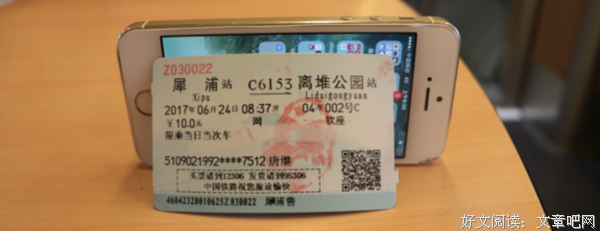 Z030022
犀浦站 C6153 离堆公园站
Xipu Liduigongyuan
2017年06月24日08:37开 04车002号C
￥10.0元 网 软座
限乘当日当次车
5109021992****7512 唐维
买票请到12306 发货请到95306
中国铁路祝您旅途愉快
46042320010625Z030022 犀浦售
好文阅读：文章吧网